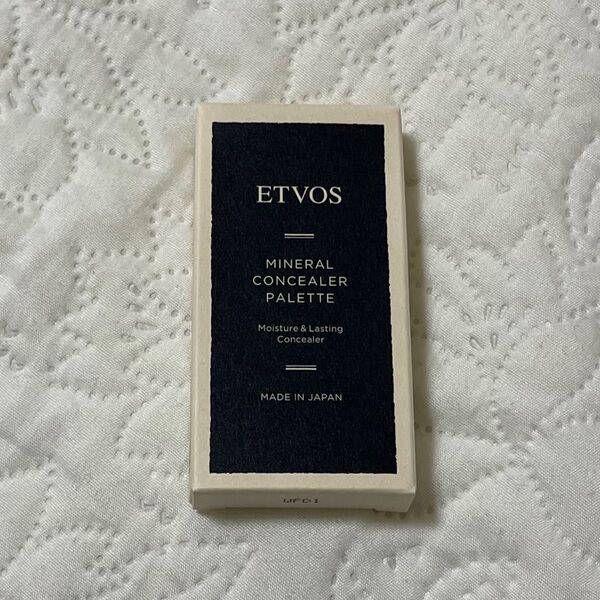 ETVOS
MINERAL
CONCEALER
PALETTE
Moisture & Lasting
Concealer
MADE IN JAPAN